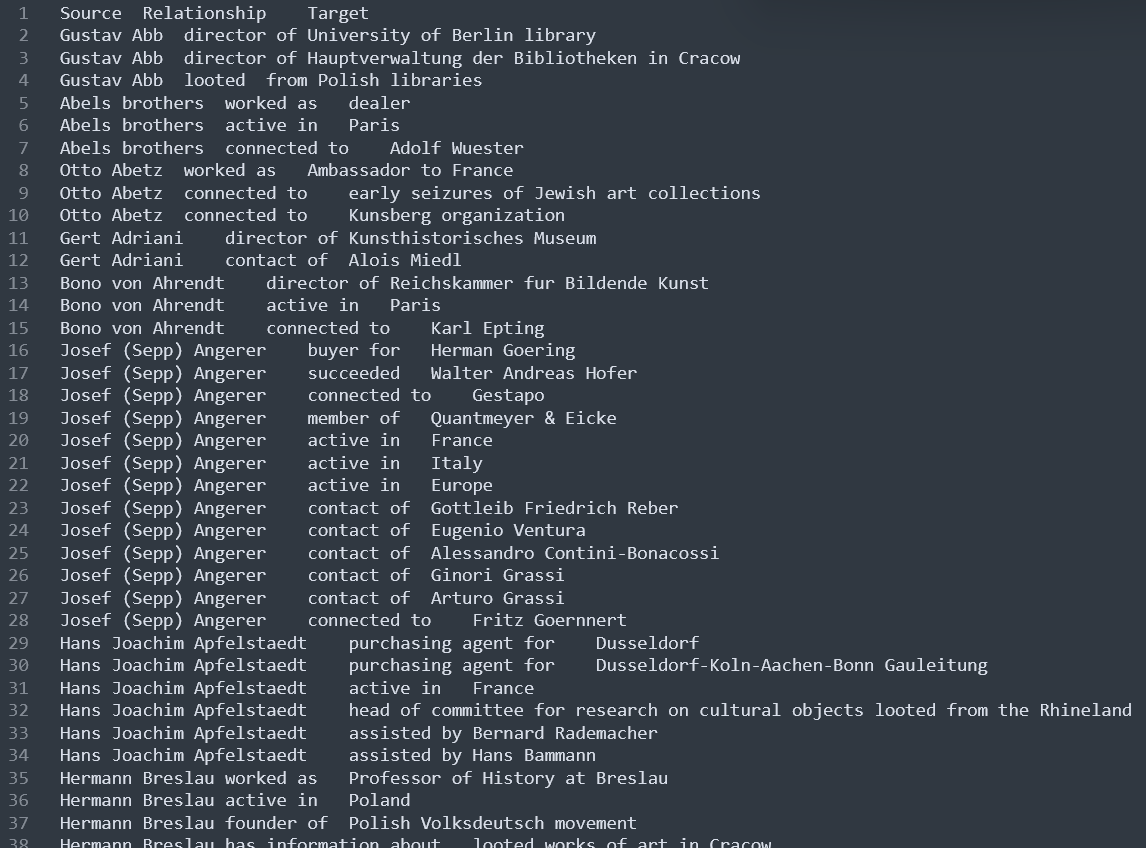 1 Source Relationship Target
2 Gustav Abb director of University of Berlin library
3 Gustav Abb director of Hauptverwaltung der Bibliotheken in Cracow
4 Gustav Abb looted from Polish libraries
5 Abels brothers worked as dealer
6 Abels brothers active in Paris
7 Abels brothers connected to Adolf Wuester
8 Otto Abetz worked as Ambassador to France
9 Otto Abetz connected to early seizures of Jewish art collections
10 Otto Abetz connected to Kunsberg organization
11 Gert Adriani director of Kunsthistorisches Museum
12 Gert Adriani contact of Alois Miedl
13 Bono von Ahrendt director of Reichskammer fur Bildende Kunst
14 Bono von Ahrendt active in Paris
15 Bono von Ahrendt connected to Karl Epting
16 Josef (Sepp) Angerer buyer for Herman Goering
17 Josef (Sepp) Angerer succeeded Walter Andreas Hofer
18 Josef (Sepp) Angerer connected to Gestapo
19 Josef (Sepp) Angerer member of Quantmeyer & Eicke
20 Josef (Sepp) Angerer active in France
21 Josef (Sepp) Angerer active in Italy
22 Josef (Sepp) Angerer active in Europe
23 Josef (Sepp) Angerer contact of Gottleib Friedrich Reber
24 Josef (Sepp) Angerer contact of Eugenio Ventura
25 Josef (Sepp) Angerer contact of Alessandro Contini-Bonacossi
26 Josef (Sepp) Angerer contact of Ginori Grassi
27 Josef (Sepp) Angerer contact of Arturo Grassi
28 Josef (Sepp) Angerer connected to Fritz Goernnert
29 Hans Joachim Apfelstaedt purchasing agent for Dusseldorf
30 Hans Joachim Apfelstaedt purchasing agent for Dusseldorf-Koln-Aachen-Bonn Gauleitung
31 Hans Joachim Apfelstaedt active in France
32 Hans Joachim Apfelstaedt head of committee for research on cultural objects looted from the Rhineland
33 Hans Joachim Apfelstaedt assisted by Bernard Rademacher
34 Hans Joachim Apfelstaedt assisted by Hans Bammann
35 Hermann Breslau worked as Professor of History at Breslau
36 Hermann Breslau active in Poland
37 Hermann Breslau founder of Polish Volksdeutsch movement
38 Hermann Breslau has information about looted works of art in Cracow